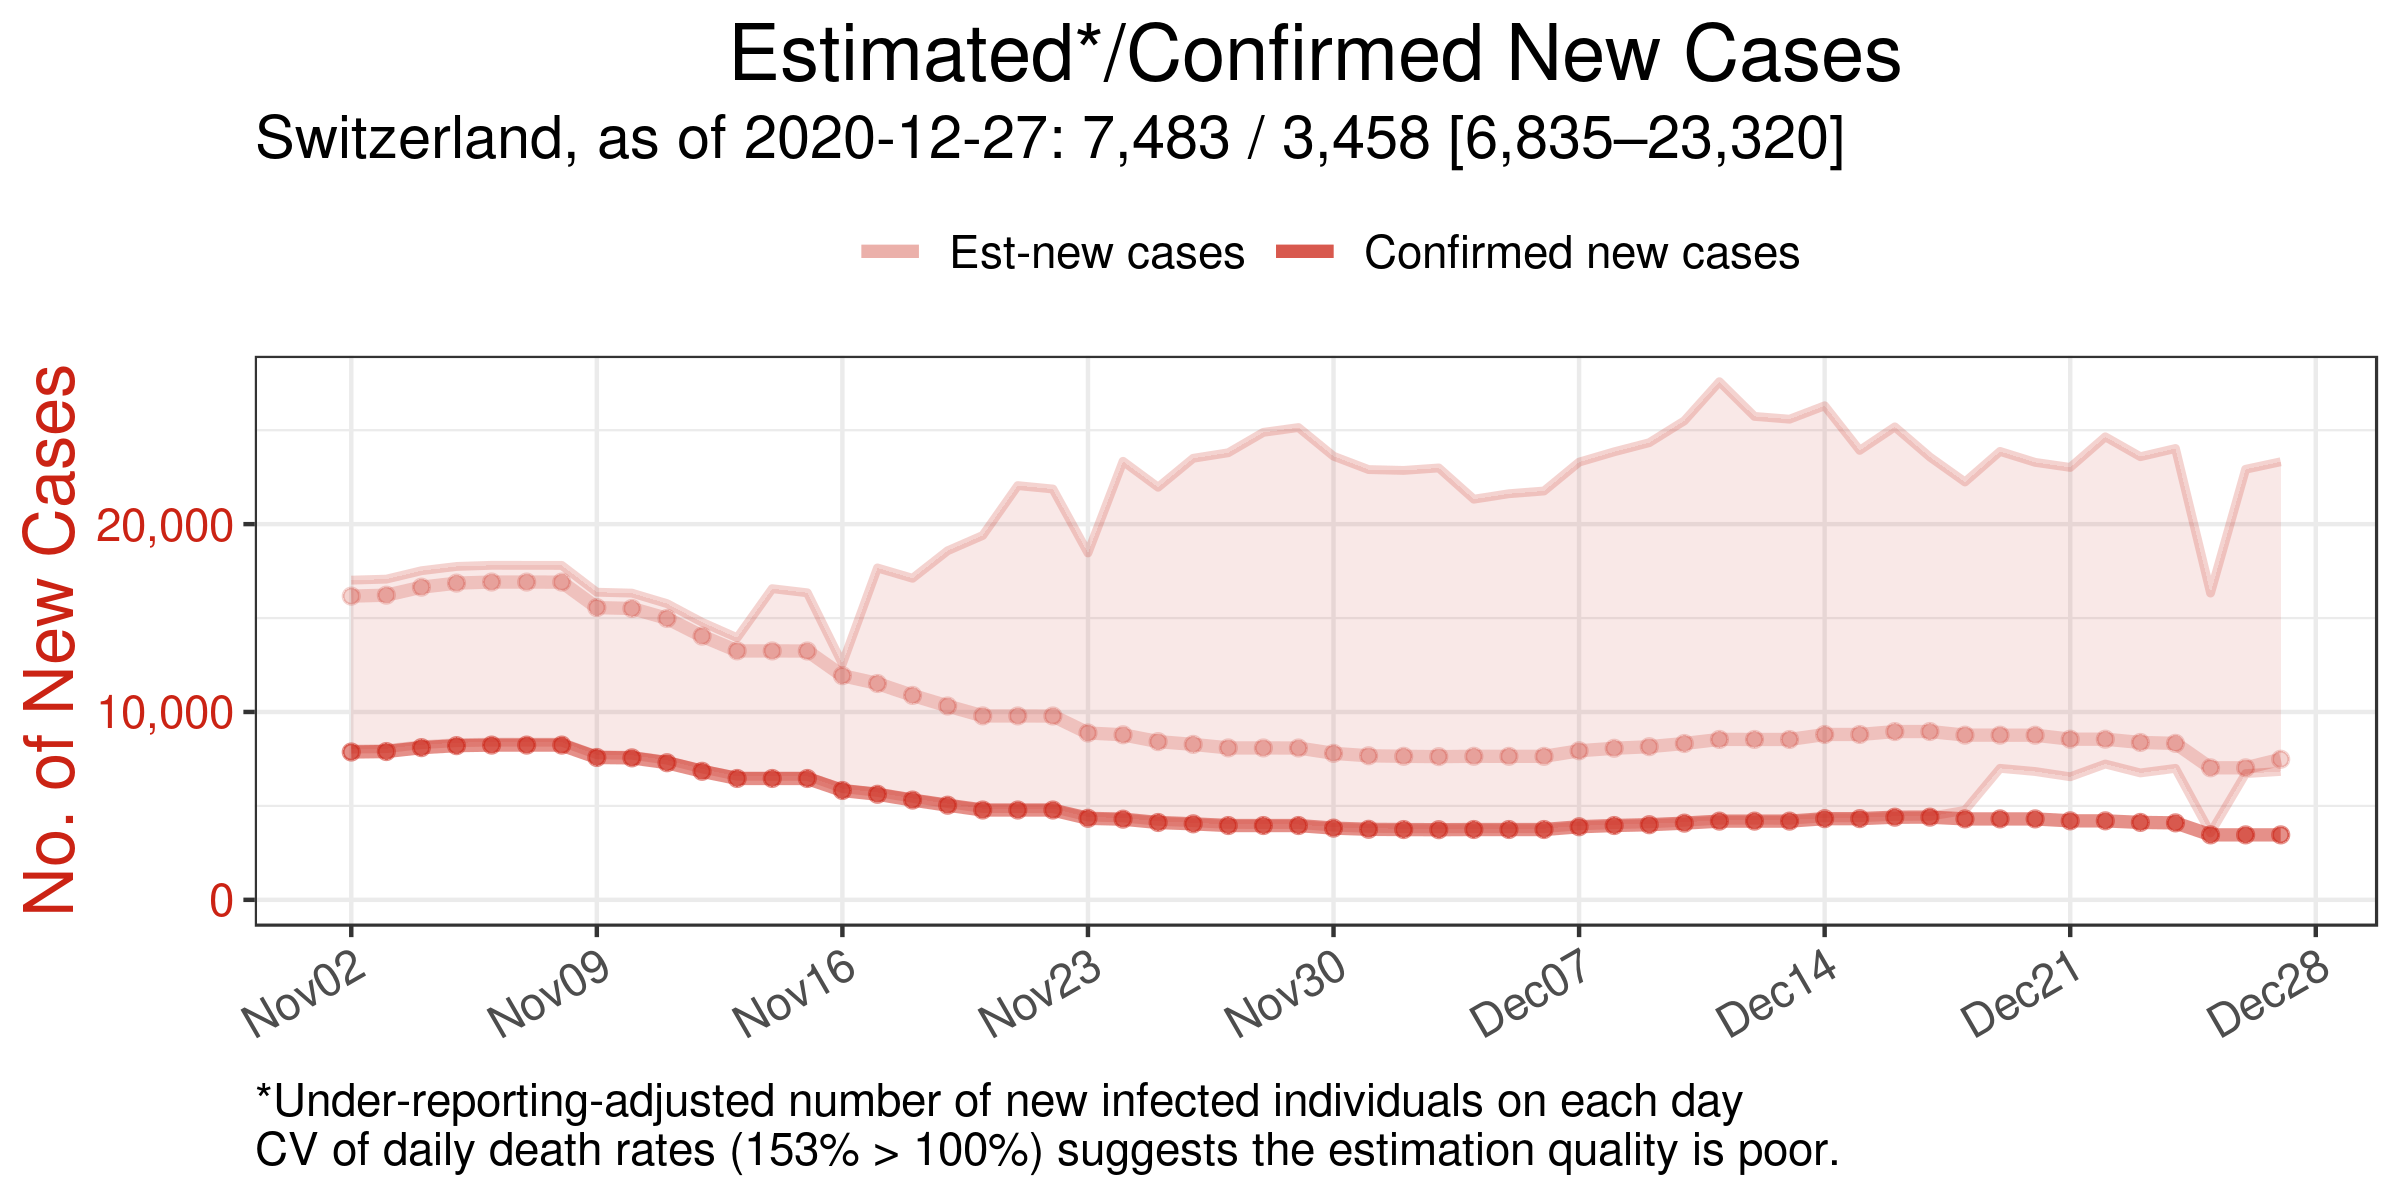 Estimated*/Confirmed New Cases
Switzerland, as of 2020-12-27: 7,483 / 3,458 [6,835–23,320]
Est-new cases
Confirmed new cases
No. of New Cases
20,000
10,000
0
Nov02
Nov09
Nov16
Nov23
Nov30
Dec07
Dec14
Dec21
Dec28
*Under-reporting-adjusted number of new infected individuals on each day
CV of daily death rates (153% > 100%) suggests the estimation quality is poor.